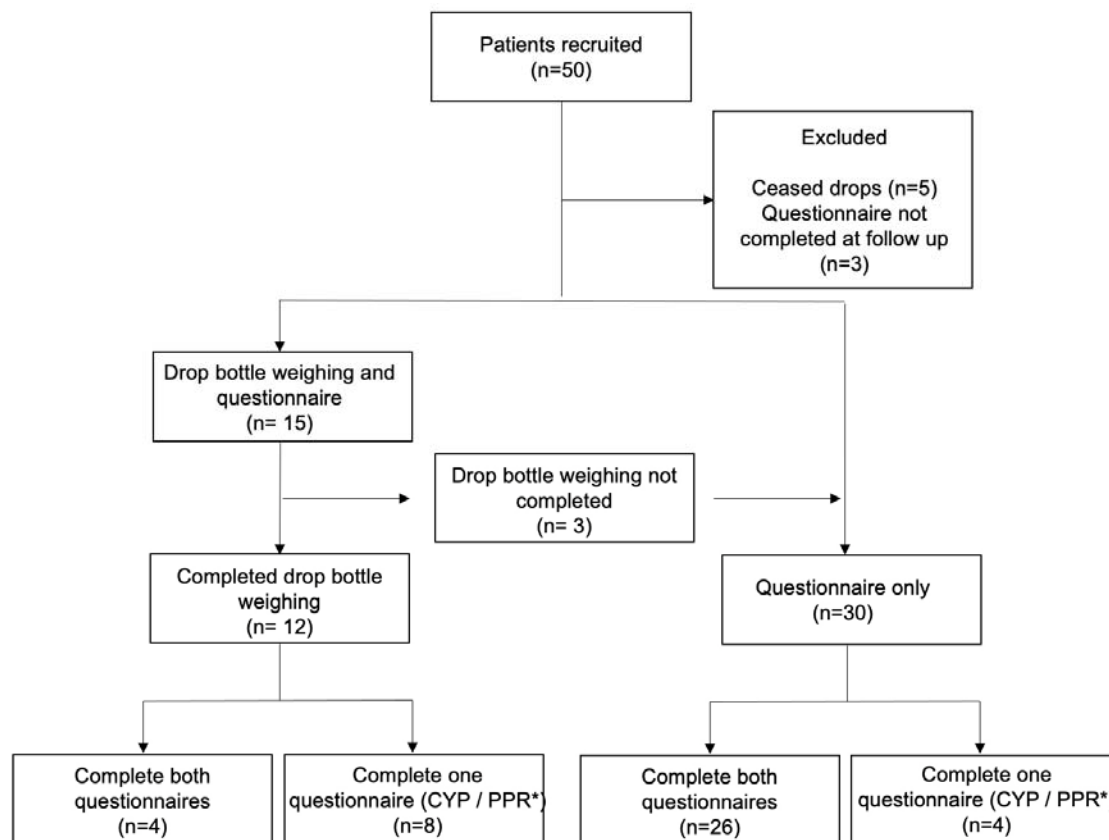 Patients recruited
(n=50)
Excluded
Ceased drops (n=5)
Questionnaire not
completed at follow up
(n=3)
Drop bottle weighing and
questionnaire
(n= 15)
Drop bottle weighing not
completed
(n= 3)
Completed drop bottle
weighing
(n= 12)
Questionnaire only
(n=30)
Complete both
questionnaires
(n=4)
Complete one
questionnaire (CYP / PPR*)
(n=8)
Complete both
questionnaires
(n=26)
Complete one
questionnaire (CYP / PPR*
(n=4)